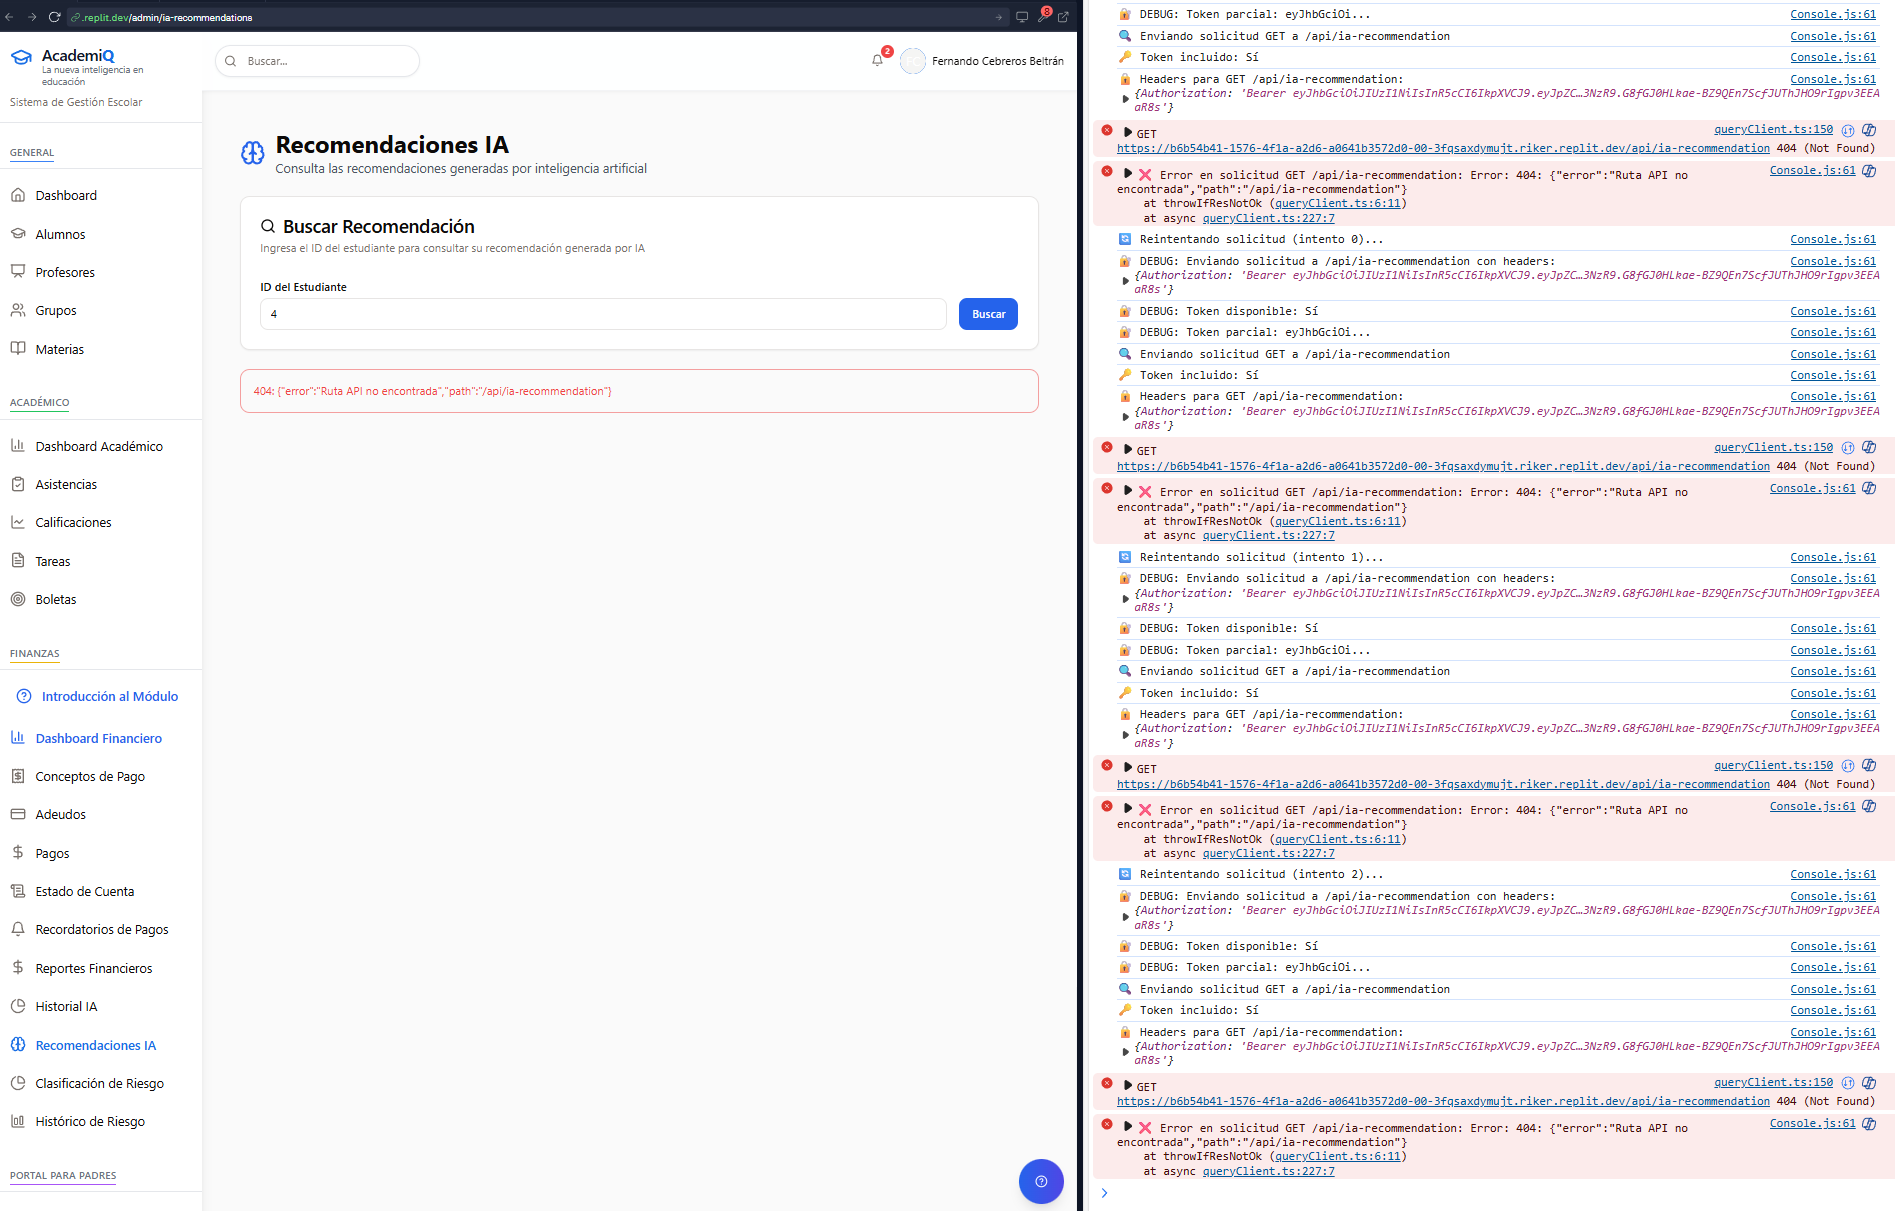 .replit.dev/admin/ia-recommendations
8
AcademiQ
La nueva inteligencia en
educación
Sistema de Gestión Escolar
Buscar...
2
Fernando Cebreros Beltrán
GENERAL
Dashboard
Alumnos
Profesores
Grupos
Materias
ACADÉMICO
Dashboard Académico
Asistencias
Calificaciones
Tareas
Boletas
FINANZAS
Introducción al Módulo
Dashboard Financiero
Conceptos de Pago
Adeudos
Pagos
Estado de Cuenta
Recordatorios de Pagos
Reportes Financieros
Historial IA
Recomendaciones IA
Clasificación de Riesgo
Histórico de Riesgo
PORTAL PARA PADRES
Recomendaciones IA
Consulta las recomendaciones generadas por inteligencia artificial
Buscar Recomendación
Ingresa el ID del estudiante para consultar su recomendación generada por IA
ID del Estudiante
4
Buscar
404: {"error":"Ruta API no encontrada","path":"/api/ia-recommendation"}
DEBUG: Token parcial: eyJhbGciOi... Console.js:61
Enviando solicitud GET a /api/ia-recommendation Console.js:61
Token incluido: Sí Console.js:61
Headers para GET /api/ia-recommendation: Console.js:61
{Authorization: 'Bearer eyJhbGciOiJIUzI1NiIsInR5cCI6IkpXVCJ9.eyJpZC…3NzR9.G8fGJ0HLkae-BZ9QEn7ScfJUThJHO9rIgpv3EEA
aR8s'}
GET queryClient.ts:150
https://b6b54b41-1576-4f1a-a2d6-a0641b3572d0-00-3fqsaxdymujt.riker.replit.dev/api/ia-recommendation 404 (Not Found)
Error en solicitud GET /api/ia-recommendation: Error: 404: {"error":"Ruta API no Console.js:61
encontrada","path":"/api/ia-recommendation"}
at throwIfResNotOk (queryClient.ts:6:11)
at async queryClient.ts:227:7
Reintentando solicitud (intento 0)... Console.js:61
DEBUG: Enviando solicitud a /api/ia-recommendation con headers: Console.js:61
{Authorization: 'Bearer eyJhbGciOiJIUzI1NiIsInR5cCI6IkpXVCJ9.eyJpZC…3NzR9.G8fGJ0HLkae-BZ9QEn7ScfJUThJHO9rIgpv3EEA
aR8s'}
DEBUG: Token disponible: Sí Console.js:61
DEBUG: Token parcial: eyJhbGciOi... Console.js:61
Enviando solicitud GET a /api/ia-recommendation Console.js:61
Token incluido: Sí Console.js:61
Headers para GET /api/ia-recommendation: Console.js:61
{Authorization: 'Bearer eyJhbGciOiJIUzI1NiIsInR5cCI6IkpXVCJ9.eyJpZC…3NzR9.G8fGJ0HLkae-BZ9QEn7ScfJUThJHO9rIgpv3EEA
aR8s'}
GET queryClient.ts:150
https://b6b54b41-1576-4f1a-a2d6-a0641b3572d0-00-3fqsaxdymujt.riker.replit.dev/api/ia-recommendation 404 (Not Found)
Error en solicitud GET /api/ia-recommendation: Error: 404: {"error":"Ruta API no Console.js:61
encontrada","path":"/api/ia-recommendation"}
at throwIfResNotOk (queryClient.ts:6:11)
at async queryClient.ts:227:7
Reintentando solicitud (intento 1)... Console.js:61
DEBUG: Enviando solicitud a /api/ia-recommendation con headers: Console.js:61
{Authorization: 'Bearer eyJhbGciOiJIUzI1NiIsInR5cCI6IkpXVCJ9.eyJpZC…3NzR9.G8fGJ0HLkae-BZ9QEn7ScfJUThJHO9rIgpv3EEA
aR8s'}
DEBUG: Token disponible: Sí Console.js:61
DEBUG: Token parcial: eyJhbGciOi... Console.js:61
Enviando solicitud GET a /api/ia-recommendation Console.js:61
Token incluido: Sí Console.js:61
Headers para GET /api/ia-recommendation: Console.js:61
{Authorization: 'Bearer eyJhbGciOiJIUzI1NiIsInR5cCI6IkpXVCJ9.eyJpZC…3NzR9.G8fGJ0HLkae-BZ9QEn7ScfJUThJHO9rIgpv3EEA
aR8s'}
GET queryClient.ts:150
https://b6b54b41-1576-4f1a-a2d6-a0641b3572d0-00-3fqsaxdymujt.riker.replit.dev/api/ia-recommendation 404 (Not Found)
Error en solicitud GET /api/ia-recommendation: Error: 404: {"error":"Ruta API no Console.js:61
encontrada","path":"/api/ia-recommendation"}
at throwIfResNotOk (queryClient.ts:6:11)
at async queryClient.ts:227:7
Reintentando solicitud (intento 2)... Console.js:61
DEBUG: Enviando solicitud a /api/ia-recommendation con headers: Console.js:61
{Authorization: 'Bearer eyJhbGciOiJIUzI1NiIsInR5cCI6IkpXVCJ9.eyJpZC…3NzR9.G8fGJ0HLkae-BZ9QEn7ScfJUThJHO9rIgpv3EEA
aR8s'}
DEBUG: Token disponible: Sí Console.js:61
DEBUG: Token parcial: eyJhbGciOi... Console.js:61
Enviando solicitud GET a /api/ia-recommendation Console.js:61
Token incluido: Sí Console.js:61
Headers para GET /api/ia-recommendation: Console.js:61
{Authorization: 'Bearer eyJhbGciOiJIUzI1NiIsInR5cCI6IkpXVCJ9.eyJpZC…3NzR9.G8fGJ0HLkae-BZ9QEn7ScfJUThJHO9rIgpv3EEA
aR8s'}
GET queryClient.ts:150
https://b6b54b41-1576-4f1a-a2d6-a0641b3572d0-00-3fqsaxdymujt.riker.replit.dev/api/ia-recommendation 404 (Not Found)
Error en solicitud GET /api/ia-recommendation: Error: 404: {"error":"Ruta API no Console.js:61
encontrada","path":"/api/ia-recommendation"}
at throwIfResNotOk (queryClient.ts:6:11)
at async queryClient.ts:227:7